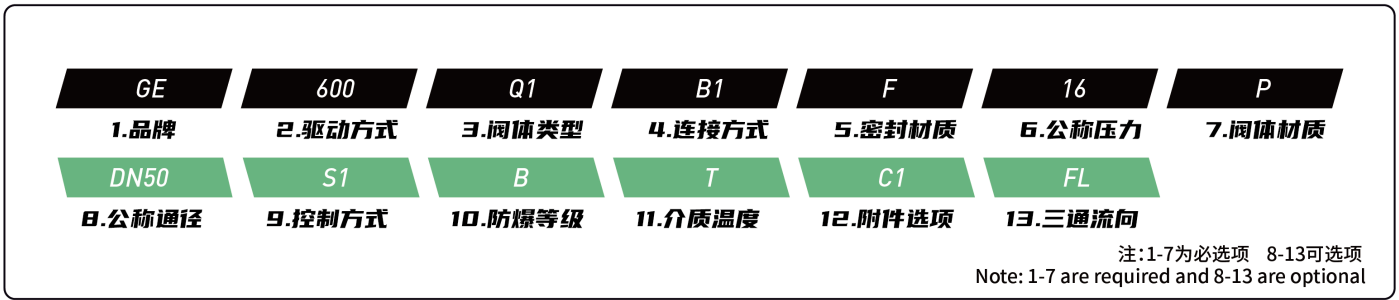 GE 600 Q1 B1 F 16 P
1.品牌 2.驱动方式 3.阀体类型 4.连接方式 5.密封材质 6.公称压力 7.阀体材质
DN50 S1 B T C1 FL
8.公称通径 9.控制方式 10.防爆等级 11.介质温度 12.附件选项 13.三通流向
注:1-7为必选项 8-13可选项
Note: 1-7 are required and 8-13 are optional